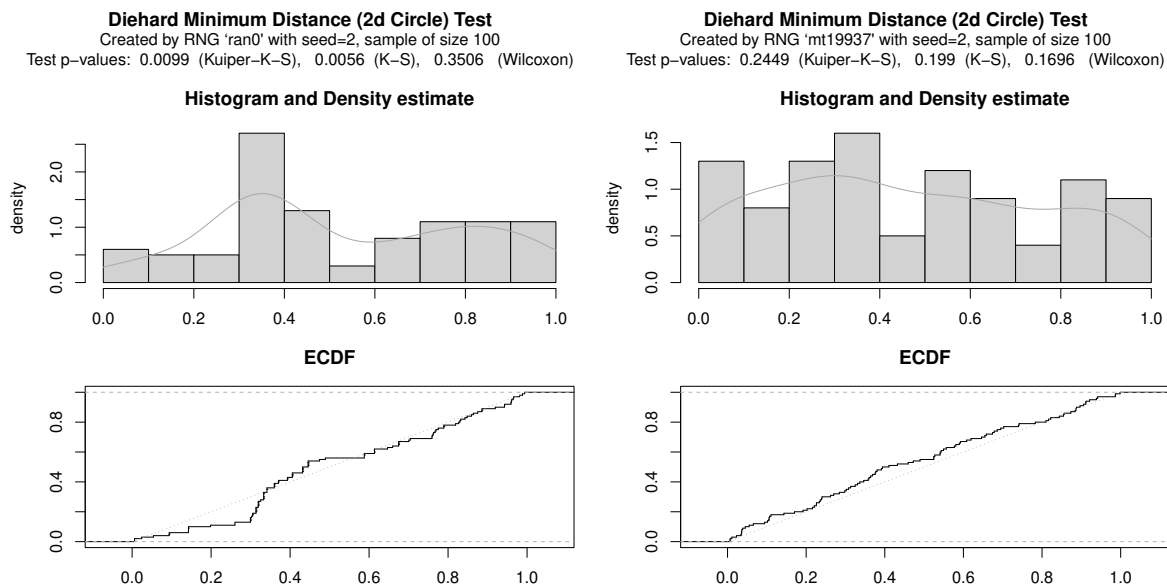 Diehard Minimum Distance (2d Circle) Test
Created by RNG ‘ran0' with seed=2, sample of size 100
Test p-values:  0.0099  (Kuiper-K-S),   0.0056  (K-S),   0.3506  (Wilcoxon)
Histogram and Density estimate
density
0.0
1.0
2.0
0.0 0.2 0.4 0.6 0.8 1.0
ECDF
0.0
0.4
0.8
0.0 0.2 0.4 0.6 0.8 1.0
Diehard Minimum Distance (2d Circle) Test
Created by RNG ‘mt19937' with seed=2, sample of size 100
Test p-values:  0.2449  (Kuiper-K-S),   0.199  (K-S),   0.1696  (Wilcoxon)
Histogram and Density estimate
density
0.0
0.5
1.0
1.5
0.0 0.2 0.4 0.6 0.8 1.0
ECDF
0.0
0.4
0.8
0.0 0.2 0.4 0.6 0.8 1.0